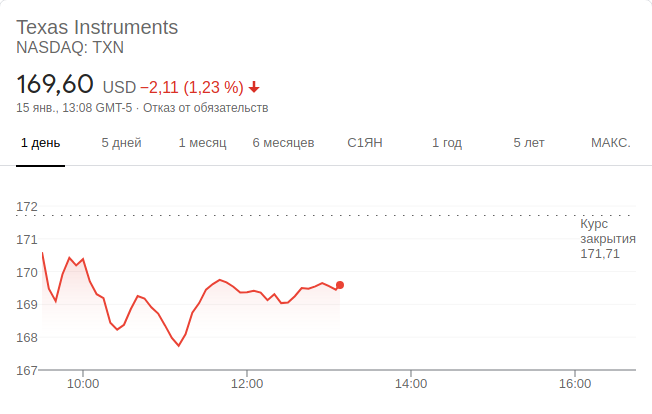 Texas Instruments
NASDAQ: TXN
169,60 USD −2,11 (1,23 %)
15 янв., 13:08 GMT-5 · Отказ от обязательств
1 день 5 дней 1 месяц 6 месяцев С1ЯН 1 год 5 лет МАКС.
172
Курс
закрытия
171,71
171
170
169
168
167
10:00 12:00 14:00 16:00